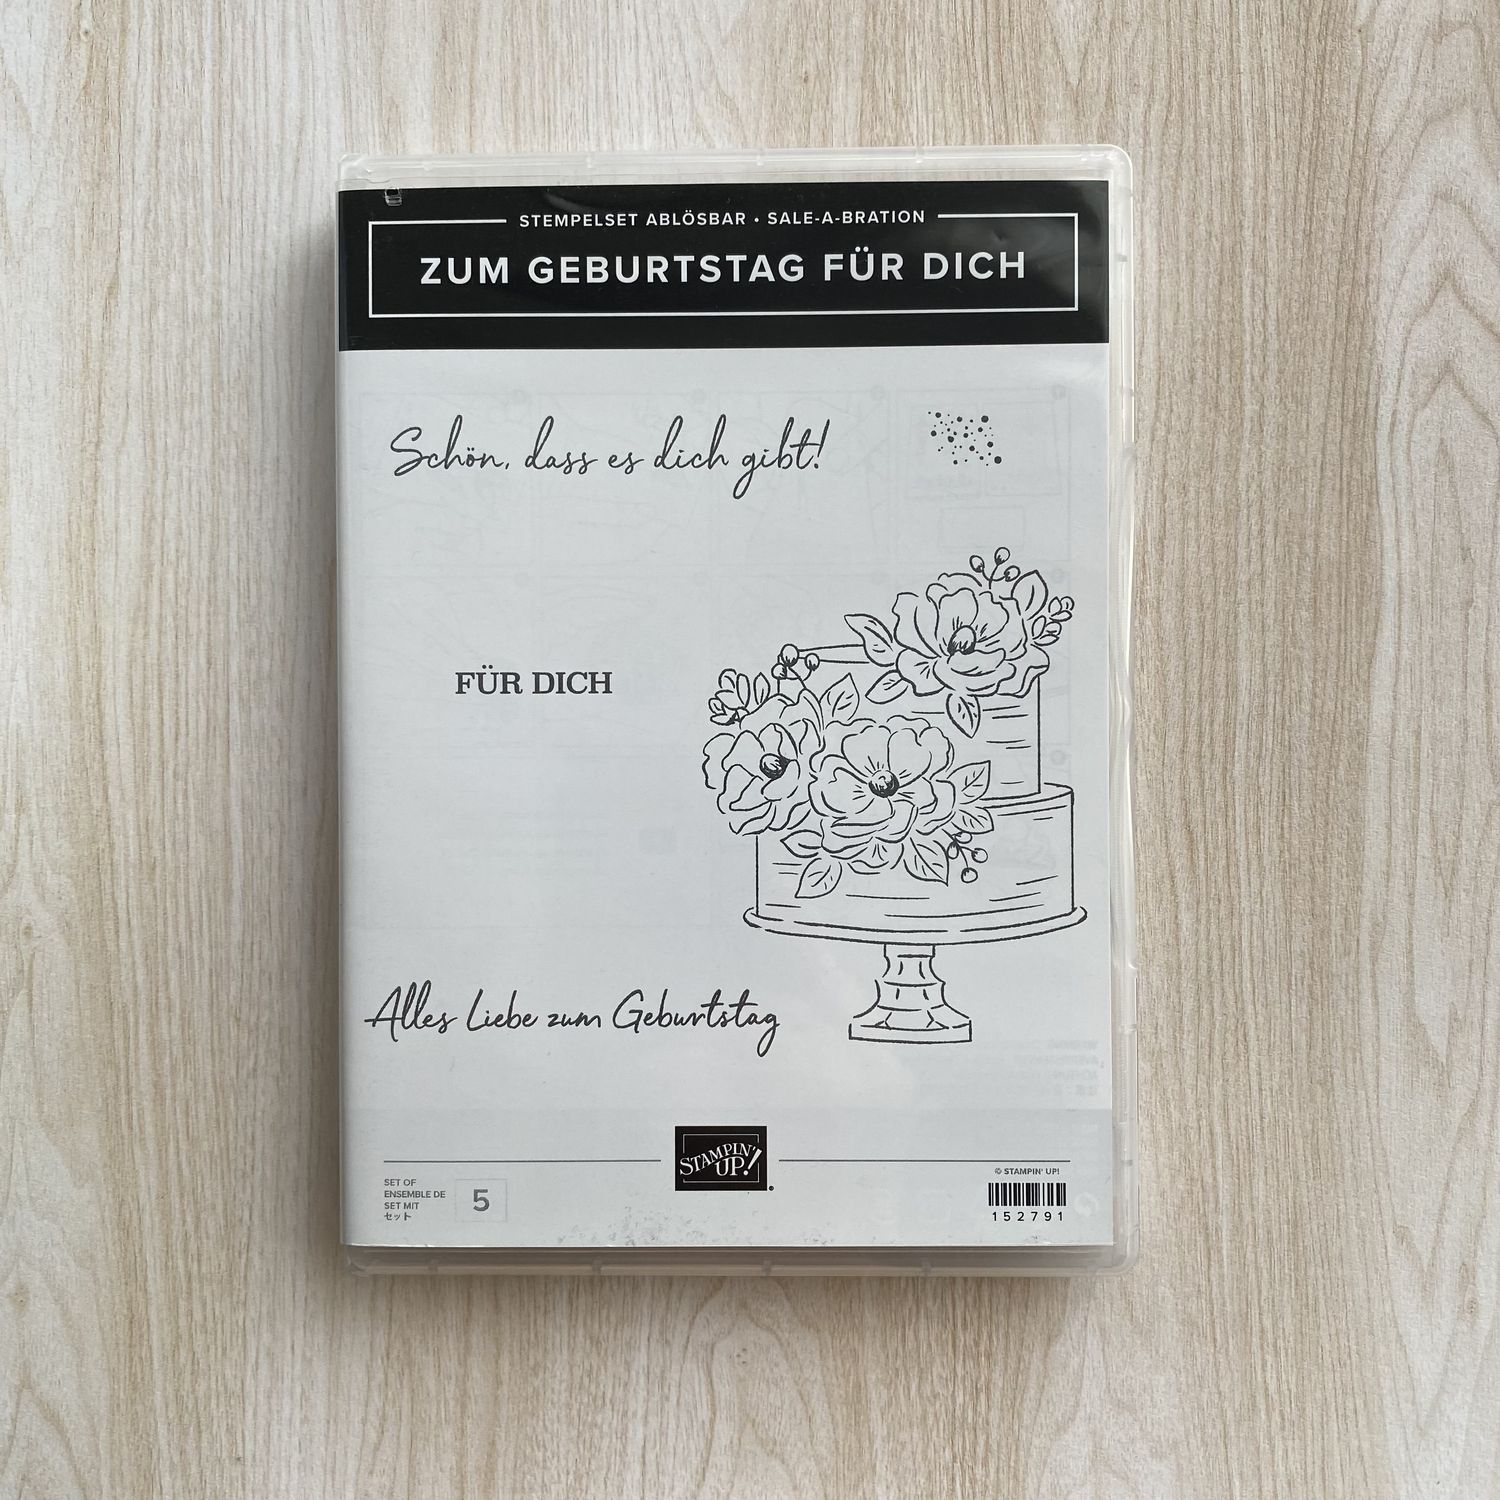 STEMPELSET ABLÖSBAR • SALE-A-BRATION
ZUM GEBURTSTAG FÜR DICH
Schön, dass es dich gibt!
FÜR DICH
Alles Liebe zum Geburtstag
STAMPIN' UP!®
SET OF
ENSEMBLE DE
SET MIT
セット
5
© STAMPIN' UP!
152791